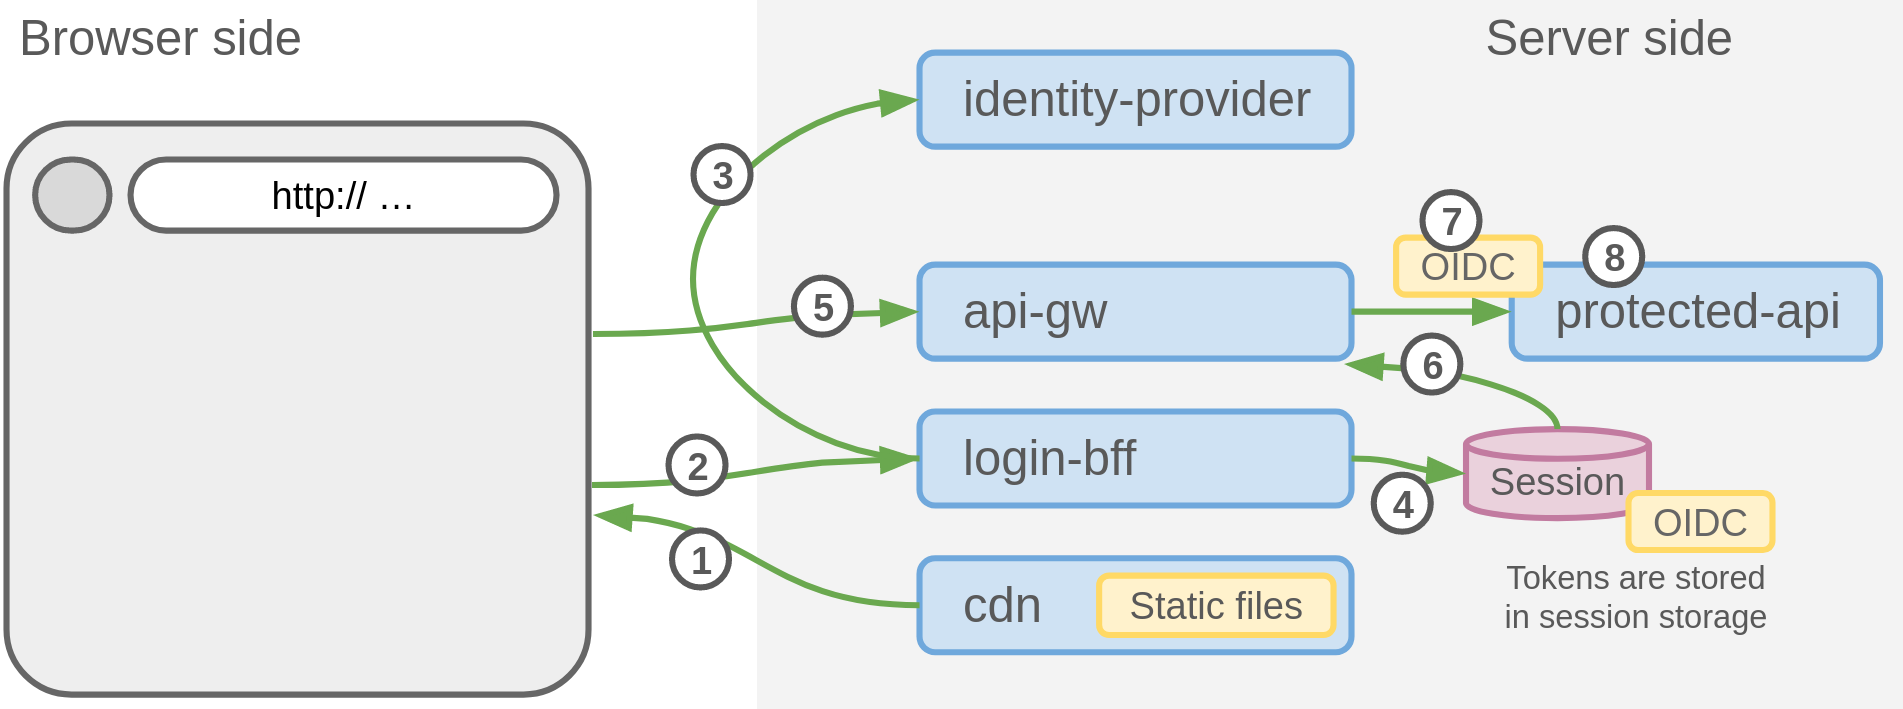 Browser side
Server side
http:// …
identity-provider
3
7
OIDC
8
5
api-gw
protected-api
6
2
login-bff
4
Session
OIDC
1
cdn
Static files
Tokens are stored
in session storage